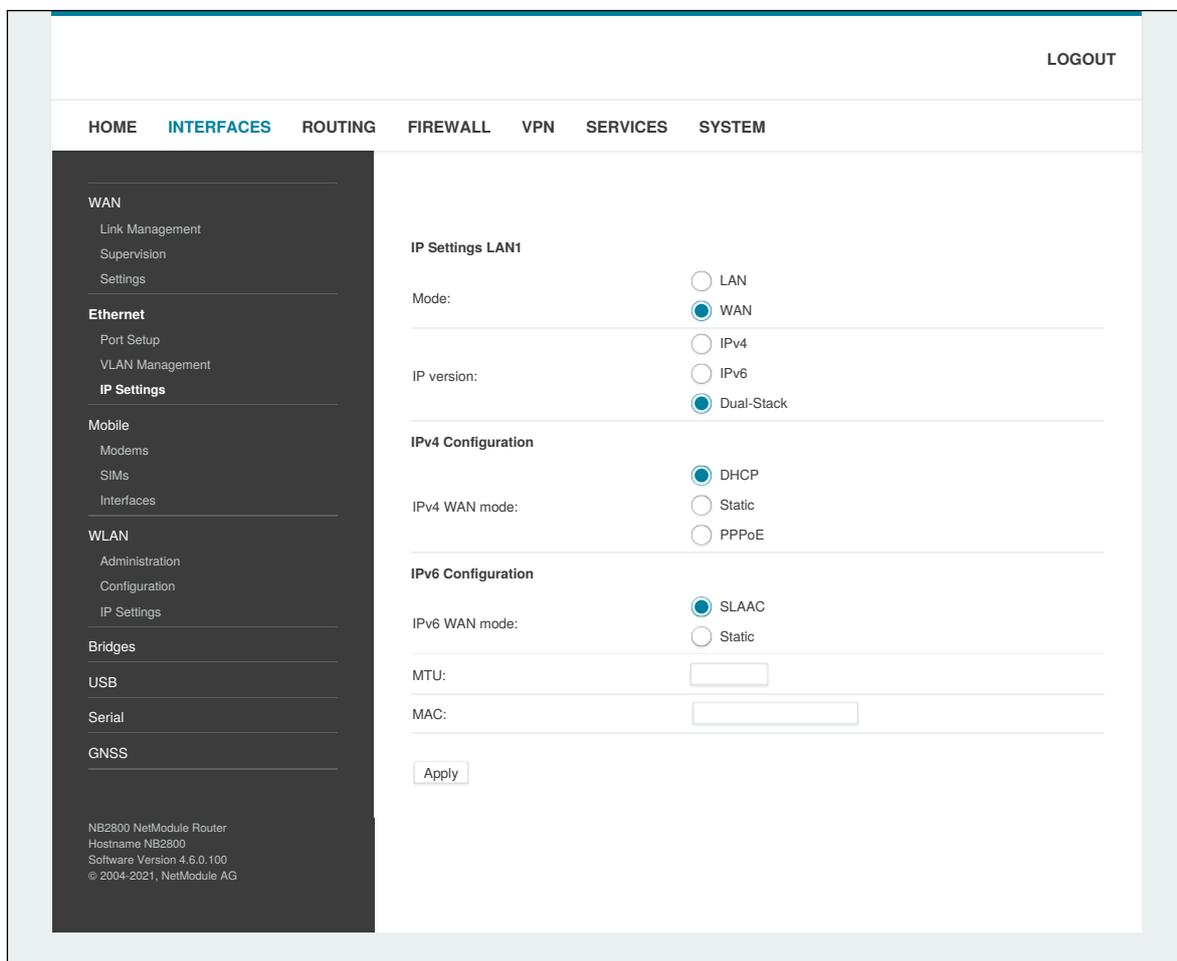 LOGOUT
HOME INTERFACES ROUTING FIREWALL VPN SERVICES SYSTEM
WAN
Link Management
Supervision
Settings
Ethernet
Port Setup
VLAN Management
IP Settings
Mobile
Modems
SIMs
Interfaces
WLAN
Administration
Configuration
IP Settings
Bridges
USB
Serial
GNSS
NB2800 NetModule Router
Hostname NB2800
Software Version 4.6.0.100
© 2004-2021, NetModule AG
IP Settings LAN1
Mode:
LAN
WAN
IP version:
IPv4
IPv6
Dual-Stack
IPv4 Configuration
IPv4 WAN mode:
DHCP
Static
PPPoE
IPv6 Configuration
IPv6 WAN mode:
SLAAC
Static
MTU:
MAC:
Apply